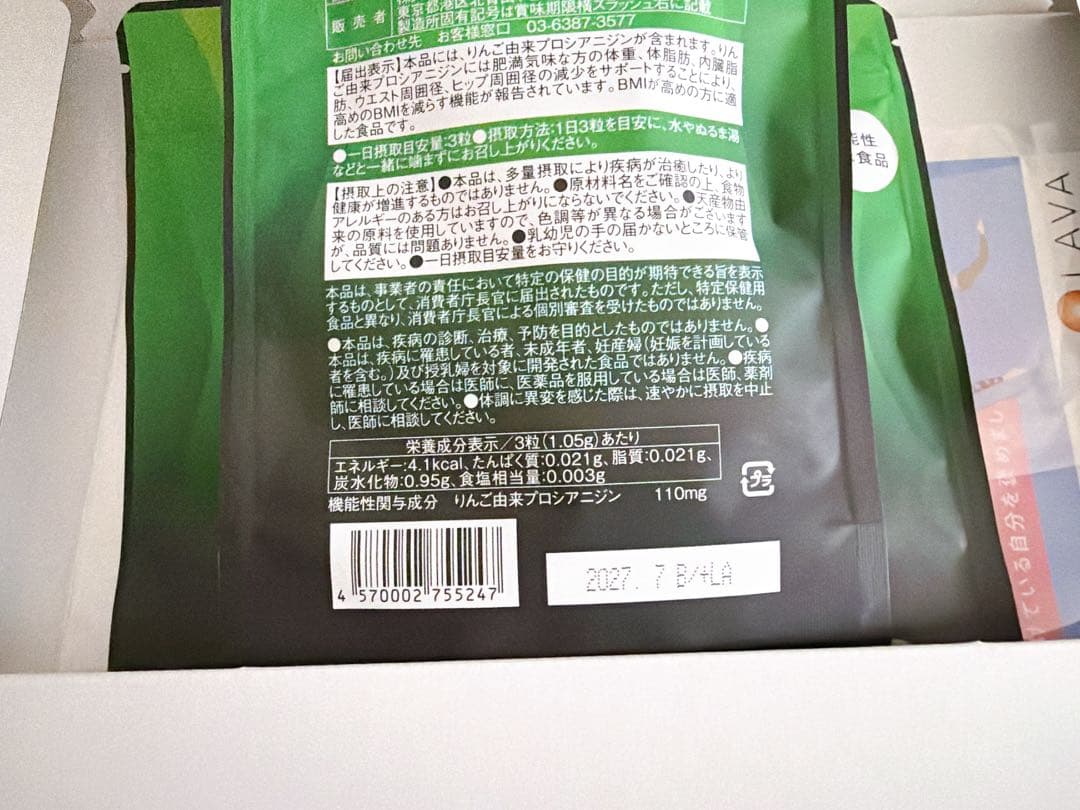 販売者
東京都港区北青
製造所固有記号は賞味期限横スラッシュ右に記載
お問い合わせ先 お客様窓口 03-6387-3577
【届出表示】本品には、りんご由来プロシアニジンが含まれます。りん
ご由来プロシアニジンには肥満気味な方の体重、体脂肪、内臓脂
肪、ウエスト周囲径、ヒップ周囲径の減少をサポートすることにより、
高めのBMIを減らす機能が報告されています。BMIが高めの方に適
した食品です。
●一日摂取目安量:3粒●摂取方法:1日3粒を目安に、水やぬるま湯
などと一緒に噛まずにお召し上がりください。
【摂取上の注意】●本品は、多量摂取により疾病が治癒したり、より
健康が増進するものではありません。●原材料名をご確認の上、食物
アレルギーのある方はお召し上がりにならないでください。●天産物由
来の原料を使用していますので、色調等が異なる場合がございます
が、品質には問題ありません。●乳幼児の手の届かないところに保管
してください。●一日摂取目安量をお守りください。
本品は、事業者の責任において特定の保健の目的が期待できる旨を表示
するものとして、消費者庁長官に届出されたものです。ただし、特定保健用
食品と異なり、消費者庁長官による個別審査を受けたものではありません。
●本品は、疾病の診断、治療、予防を目的としたものではありません。●
本品は、疾病に罹患している者、未成年者、妊産婦(妊娠を計画している
者を含む。)及び授乳婦を対象に開発された食品ではありません。●疾病
に罹患している場合は医師に、医薬品を服用している場合は医師、薬剤
師に相談してください。●体調に異変を感じた際は、速やかに摂取を中止
し、医師に相談してください。
栄養成分表示/3粒(1.05g)あたり
エネルギー:4.1kcal、たんぱく質:0.021g、脂質:0.021g、
炭水化物:0.95g、食塩相当量:0.003g
機能性関与成分 りんご由来プロシアニジン 110mg
プラ
4 570002 755247
2027. 7 B/4LA
能性
食品
LAVA
ている自分を褒めまし